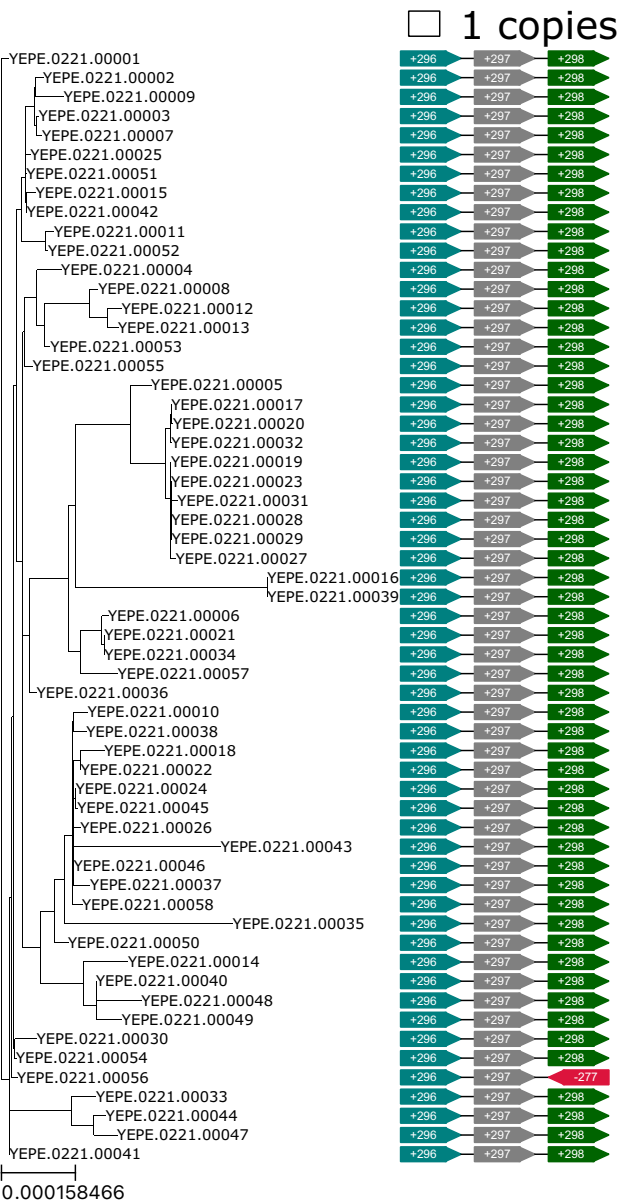 1 copies
YEPE.0221.00001 +296 +297 +298
YEPE.0221.00002 +296 +297 +298
YEPE.0221.00009 +296 +297 +298
YEPE.0221.00003 +296 +297 +298
YEPE.0221.00007 +296 +297 +298
YEPE.0221.00025 +296 +297 +298
YEPE.0221.00051 +296 +297 +298
YEPE.0221.00015 +296 +297 +298
YEPE.0221.00042 +296 +297 +298
YEPE.0221.00011 +296 +297 +298
YEPE.0221.00052 +296 +297 +298
YEPE.0221.00004 +296 +297 +298
YEPE.0221.00008 +296 +297 +298
YEPE.0221.00012 +296 +297 +298
YEPE.0221.00013 +296 +297 +298
YEPE.0221.00053 +296 +297 +298
YEPE.0221.00055 +296 +297 +298
YEPE.0221.00005 +296 +297 +298
YEPE.0221.00017 +296 +297 +298
YEPE.0221.00020 +296 +297 +298
YEPE.0221.00032 +296 +297 +298
YEPE.0221.00019 +296 +297 +298
YEPE.0221.00023 +296 +297 +298
YEPE.0221.00031 +296 +297 +298
YEPE.0221.00028 +296 +297 +298
YEPE.0221.00029 +296 +297 +298
YEPE.0221.00027 +296 +297 +298
YEPE.0221.00016 +296 +297 +298
YEPE.0221.00039 +296 +297 +298
YEPE.0221.00006 +296 +297 +298
YEPE.0221.00021 +296 +297 +298
YEPE.0221.00034 +296 +297 +298
YEPE.0221.00057 +296 +297 +298
YEPE.0221.00036 +296 +297 +298
YEPE.0221.00010 +296 +297 +298
YEPE.0221.00038 +296 +297 +298
YEPE.0221.00018 +296 +297 +298
YEPE.0221.00022 +296 +297 +298
YEPE.0221.00024 +296 +297 +298
YEPE.0221.00045 +296 +297 +298
YEPE.0221.00026 +296 +297 +298
YEPE.0221.00043 +296 +297 +298
YEPE.0221.00046 +296 +297 +298
YEPE.0221.00037 +296 +297 +298
YEPE.0221.00058 +296 +297 +298
YEPE.0221.00035 +296 +297 +298
YEPE.0221.00050 +296 +297 +298
YEPE.0221.00014 +296 +297 +298
YEPE.0221.00040 +296 +297 +298
YEPE.0221.00048 +296 +297 +298
YEPE.0221.00049 +296 +297 +298
YEPE.0221.00030 +296 +297 +298
YEPE.0221.00054 +296 +297 +298
YEPE.0221.00056 +296 +297 -277
YEPE.0221.00033 +296 +297 +298
YEPE.0221.00044 +296 +297 +298
YEPE.0221.00047 +296 +297 +298
YEPE.0221.00041 +296 +297 +298
0.000158466